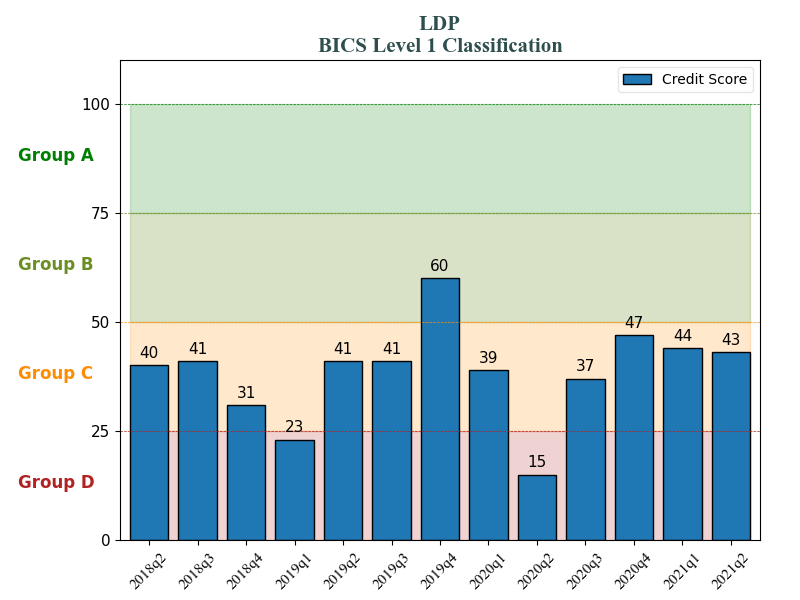 LDP
BICS Level 1 Classification
Credit Score
100
Group A
75
Group B
60
50
47
44
43
41
41
41
40
39
37
Group C
31
25
23
15
Group D
0
2018q2
2018q3
2018q4
2019q1
2019q2
2019q3
2019q4
2020q1
2020q2
2020q3
2020q4
2021q1
2021q2